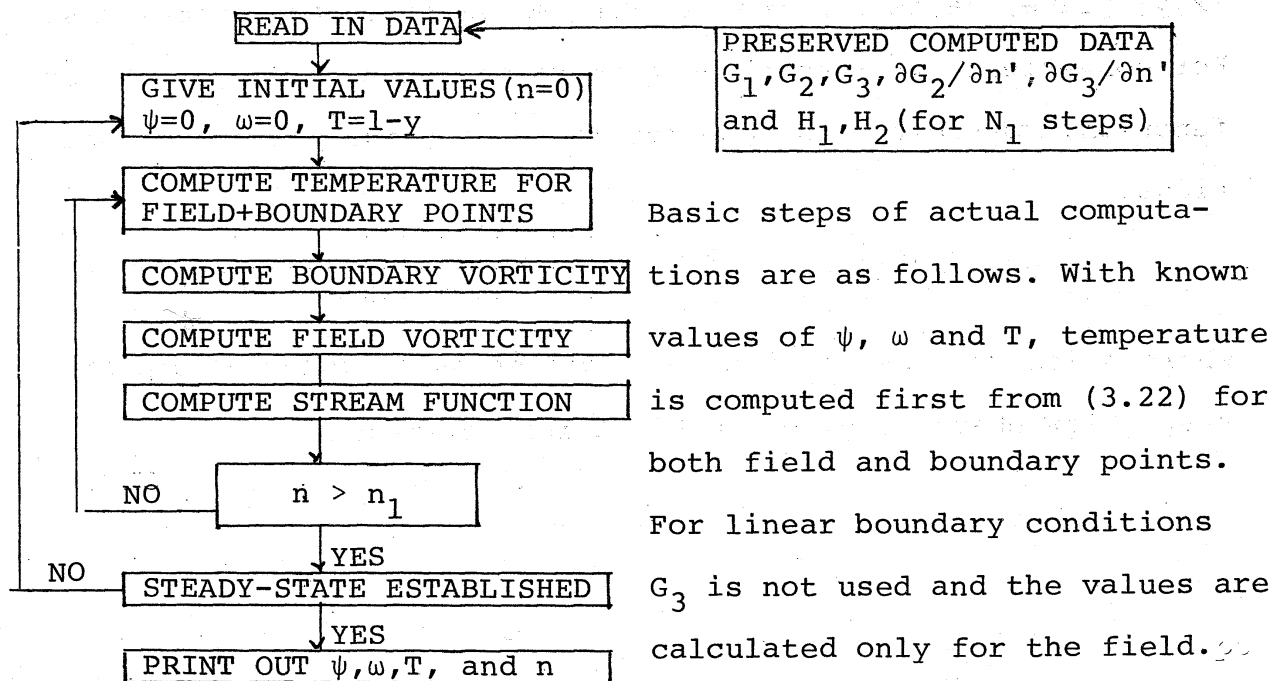 READ IN DATA
PRESERVED COMPUTED DATA
G₁,G₂,G₃,∂G₂/∂n',∂G₃/∂n'
and H₁,H₂(for N₁ steps)
GIVE INITIAL VALUES(n=0)
ψ=0, ω=0, T=1-y
COMPUTE TEMPERATURE FOR
FIELD+BOUNDARY POINTS
COMPUTE BOUNDARY VORTICITY
COMPUTE FIELD VORTICITY
COMPUTE STREAM FUNCTION
NO
n > n₁
YES
NO
STEADY-STATE ESTABLISHED
YES
PRINT OUT ψ,ω,T, and n
Basic steps of actual computa-
tions are as follows. With known
values of ψ, ω and T, temperature
is computed first from (3.22) for
both field and boundary points.
For linear boundary conditions
G₃ is not used and the values are
calculated only for the field.